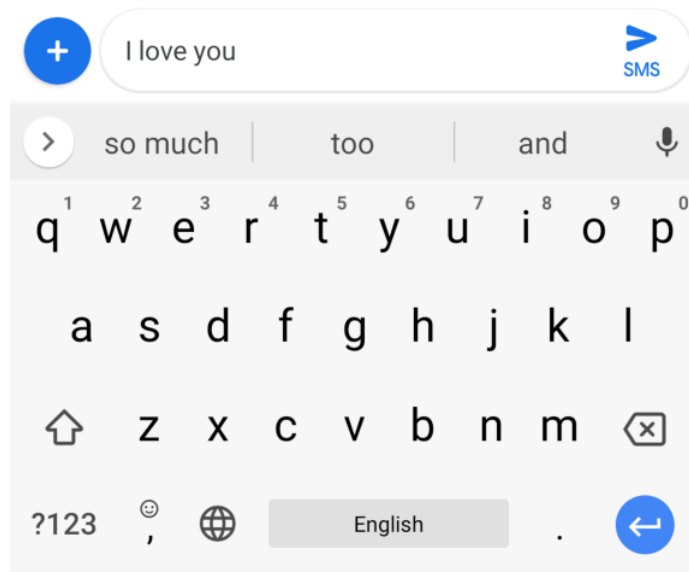 I love you
SMS
so much too and
1 2 3 4 5 6 7 8 9 0
q w e r t y u i o p
a s d f g h j k l
z x c v b n m
?123 , English .